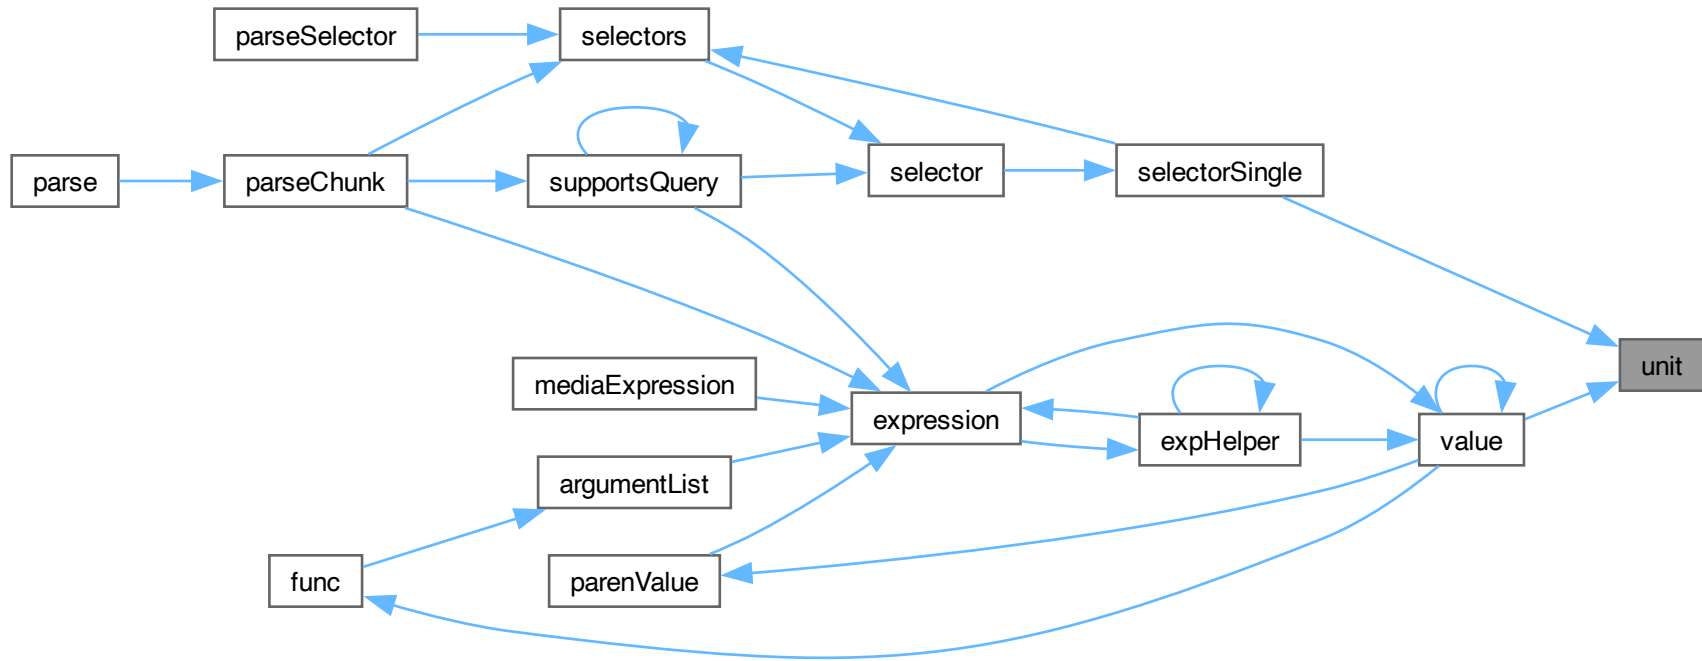 parseSelector
selectors
parse
parseChunk
supportsQuery
selector
selectorSingle
unit
mediaExpression
expression
expHelper
value
argumentList
func
parenValue